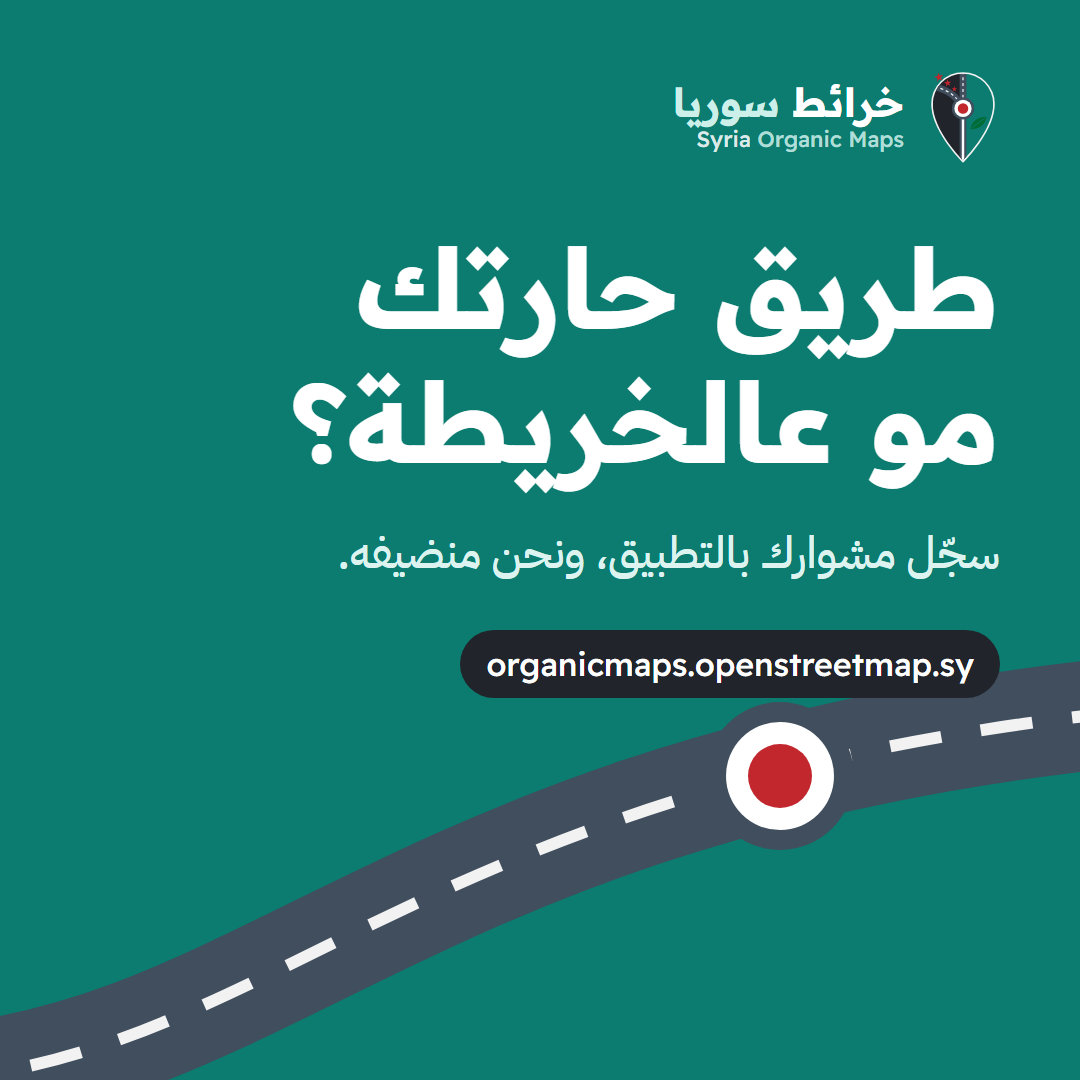 خرائط سوريا
Syria Organic Maps
طريق حارتك
مو عالخريطة؟
سجّل مشوارك بالتطبيق، ونحن منضيفه.
organicmaps.openstreetmap.sy